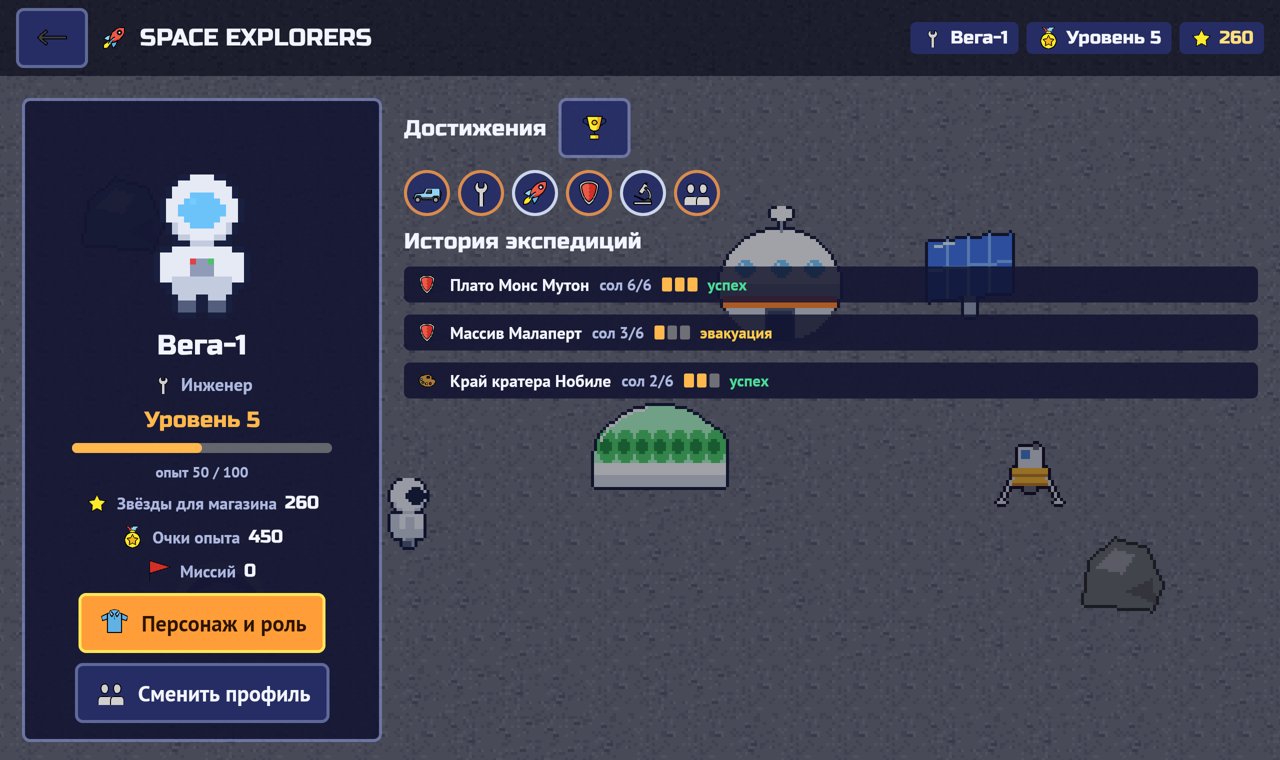 SPACE EXPLORERS
Вега-1
Уровень 5
260
Вега-1
Инженер
Уровень 5
опыт 50 / 100
Звёзды для магазина 260
Очки опыта 450
Миссий 0
Персонаж и роль
Сменить профиль
Достижения
История экспедиций
Плато Монс Мутон сол 6/6 успех
Массив Малаперт сол 3/6 эвакуация
Край кратера Нобиле сол 2/6 успех